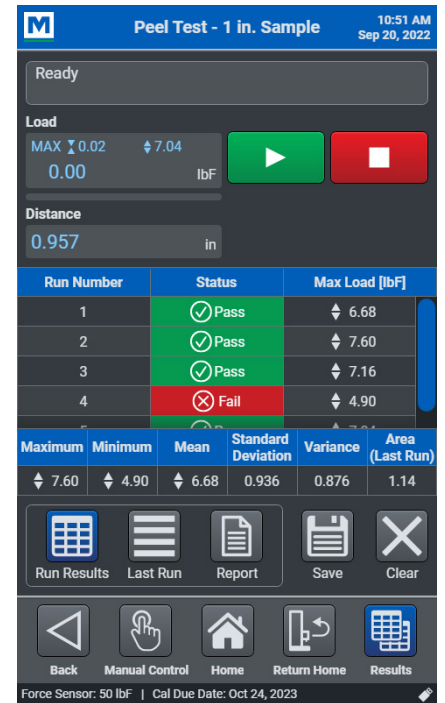 M
Peel Test - 1 in. Sample
10:51 AM
Sep 20, 2022
Ready
Load
MAX 0.02 7.04
0.00 lbF
Distance
0.957 in
Run Number Status Max Load [lbF]
1 Pass 6.68
2 Pass 7.60
3 Pass 7.16
4 Fail 4.90
Maximum Minimum Mean Standard Deviation Variance Area (Last Run)
7.60 4.90 6.68 0.936 0.876 1.14
Run Results Last Run Report Save Clear
Back Manual Control Home Return Home Results
Force Sensor: 50 lbF | Cal Due Date: Oct 24, 2023